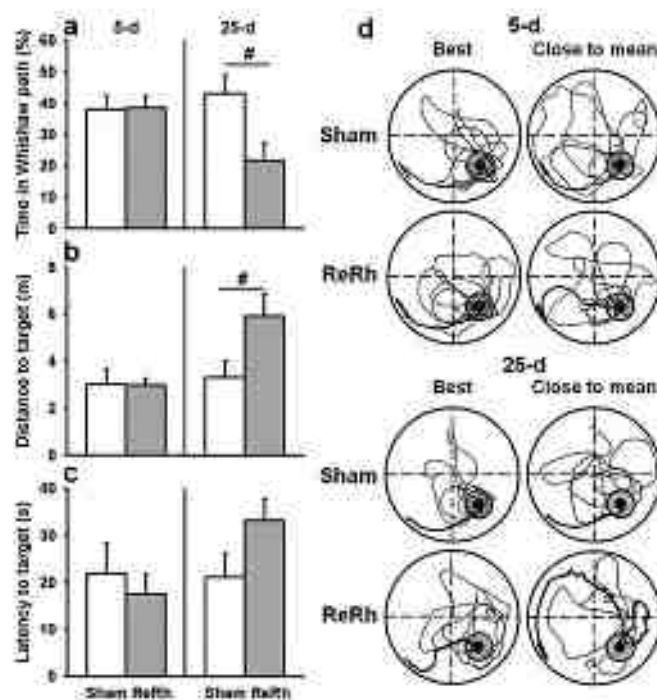 a
5-d
25-d
Time in Whishaw path (%)
60
50
40
30
20
10
0
#
b
Distance to target (m)
8
6
4
2
0
#
c
Latency to target (s)
40
30
20
10
0
Sham ReRh
Sham ReRh
d
5-d
Best
Close to mean
Sham
ReRh
25-d
Best
Close to mean
Sham
ReRh